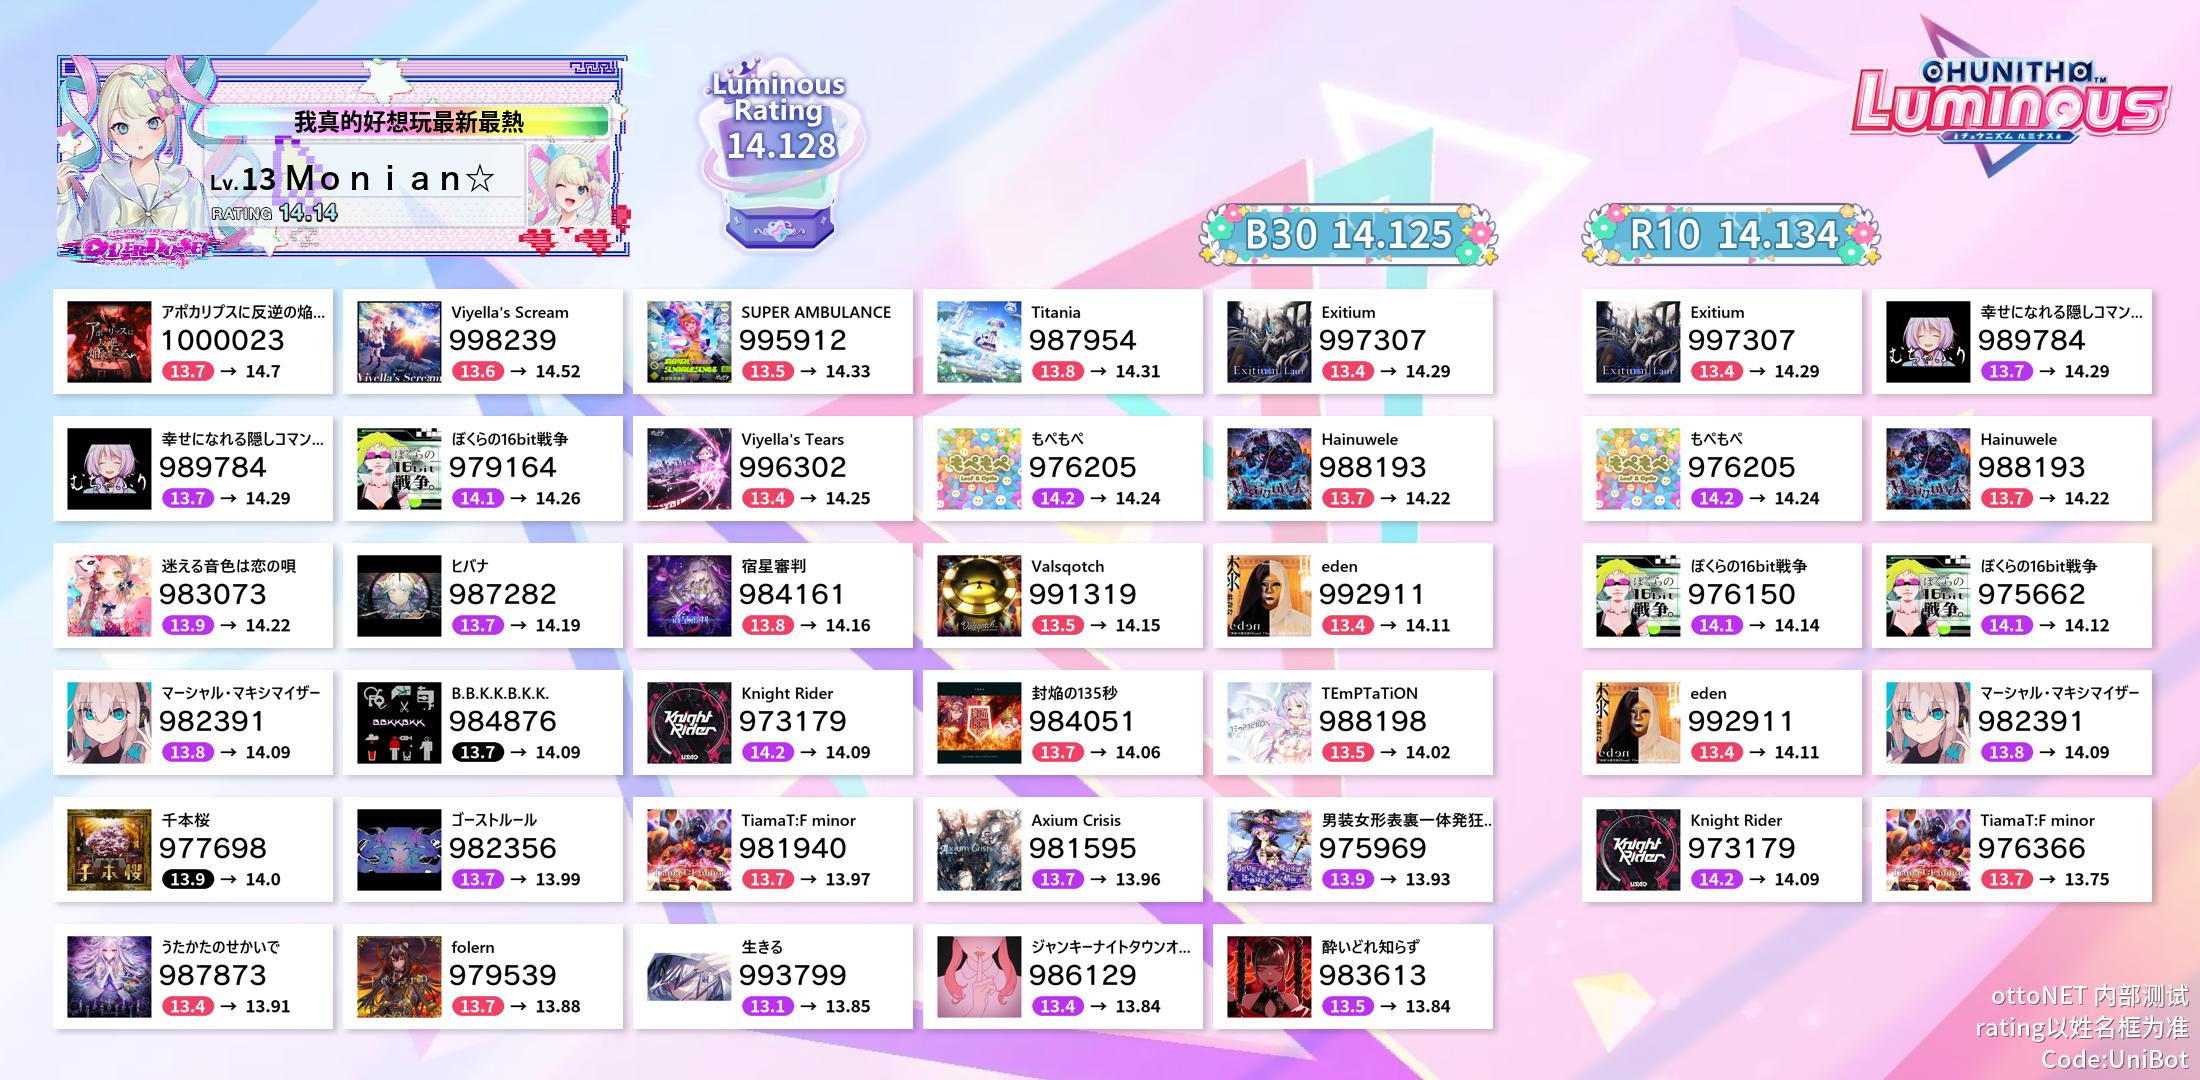 我真的好想玩最新最熱
Lv.13 Monian☆
RATING 14.14
OVERDOSE
Luminous
Rating
14.128
CHUNITHM
LUMINOUS
チュウニズム ルミナス
B30 14.125
R10 14.134
アポカリプスに反逆の焔...
1000023
13.7 → 14.7
Viyella's Scream
998239
13.6 → 14.52
SUPER AMBULANCE
995912
13.5 → 14.33
Titania
987954
13.8 → 14.31
Exitium
997307
13.4 → 14.29
幸せになれる隠しコマン...
989784
13.7 → 14.29
ぼくらの16bit戦争
979164
14.1 → 14.26
Viyella's Tears
996302
13.4 → 14.25
もぺもぺ
976205
14.2 → 14.24
Hainuwele
988193
13.7 → 14.22
迷える音色は恋の唄
983073
13.9 → 14.22
ヒバナ
987282
13.7 → 14.19
宿星審判
984161
13.8 → 14.16
Valsqotch
991319
13.5 → 14.15
eden
992911
13.4 → 14.11
マーシャル・マキシマイザー
982391
13.8 → 14.09
B.B.K.K.B.K.K.
984876
13.7 → 14.09
Knight Rider
973179
14.2 → 14.09
封焔の135秒
984051
13.7 → 14.06
TEmPTaTiON
988198
13.5 → 14.02
千本桜
977698
13.9 → 14.0
ゴーストルール
982356
13.7 → 13.99
TiamaT:F minor
981940
13.7 → 13.97
Axium Crisis
981595
13.7 → 13.96
男装女形表裏一体発狂..
975969
13.9 → 13.93
うたかたのせかいで
987873
13.4 → 13.91
folern
979539
13.7 → 13.88
生きる
993799
13.1 → 13.85
ジャンキーナイトタウンオ...
986129
13.4 → 13.84
酔いどれ知らず
983613
13.5 → 13.84
Exitium
997307
13.4 → 14.29
幸せになれる隠しコマン...
989784
13.7 → 14.29
もぺもぺ
976205
14.2 → 14.24
Hainuwele
988193
13.7 → 14.22
ぼくらの16bit戦争
976150
14.1 → 14.14
ぼくらの16bit戦争
975662
14.1 → 14.12
eden
992911
13.4 → 14.11
マーシャル・マキシマイザー
982391
13.8 → 14.09
Knight Rider
973179
14.2 → 14.09
TiamaT:F minor
976366
13.7 → 13.75
ottoNET 内部测试
rating以姓名框为准
Code:UniBot